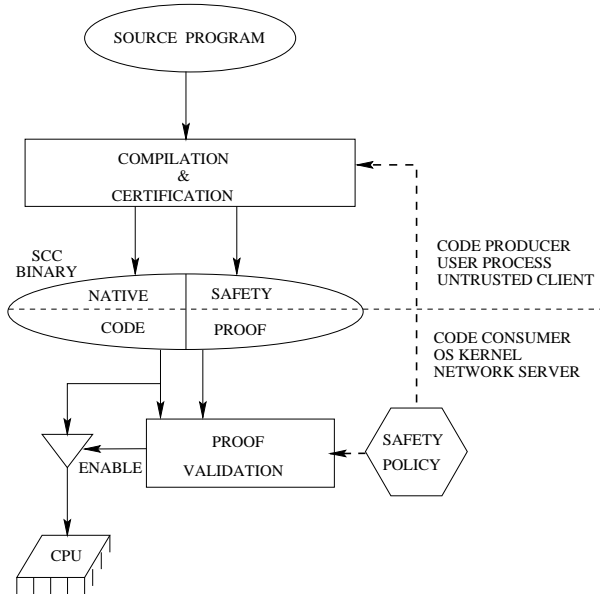 SOURCE PROGRAM
COMPILATION
&
CERTIFICATION
SCC
BINARY
CODE PRODUCER
USER PROCESS
UNTRUSTED CLIENT
NATIVE
SAFETY
CODE
PROOF
CODE CONSUMER
OS KERNEL
NETWORK SERVER
PROOF
VALIDATION
ENABLE
SAFETY
POLICY
CPU